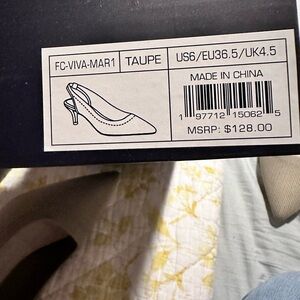 FC-VIVA-MAR1 TAUPE US6/EU36.5/UK4.5
MADE IN CHINA
1 97712 15062 5
MSRP: $128.00